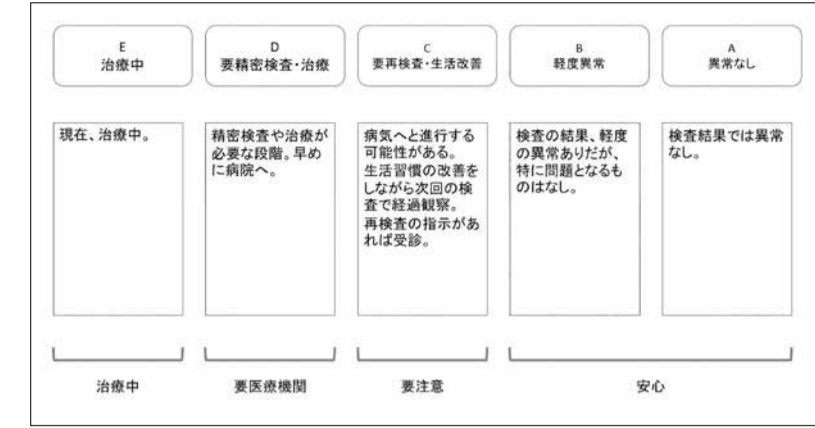 E
治療中
D
要精密検査・治療
C
要再検査・生活改善
B
軽度異常
A
異常なし
現在、治療中。
精密検査や治療が
必要な段階。早め
に病院へ。
病気へと進行する
可能性がある。
生活習慣の改善を
しながら次回の検
査で経過観察。
再検査の指示があ
れば受診。
検査の結果、軽度
の異常ありだが、
特に問題となるも
のはなし。
検査結果では異常
なし。
治療中
要医療機関
要注意
安心